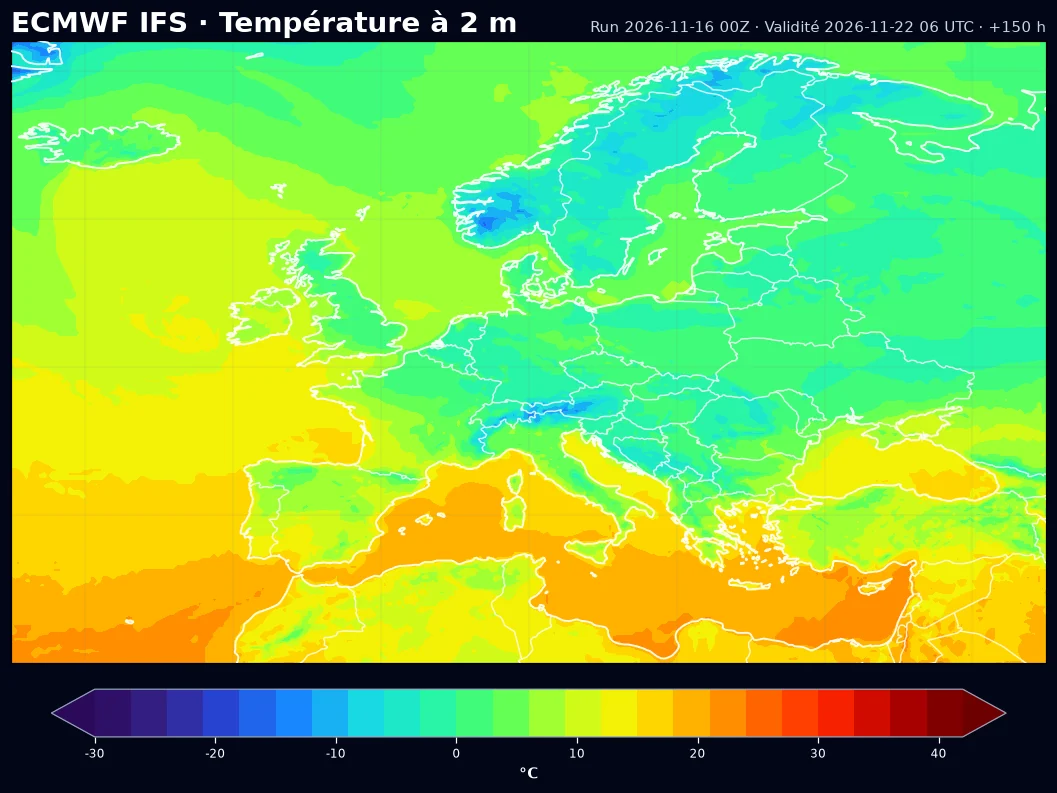 ECMWF IFS · Température à 2 m
Run 2026-11-16 00Z · Validité 2026-11-22 06 UTC · +150 h
-30 -20 -10 0 10 20 30 40
°C